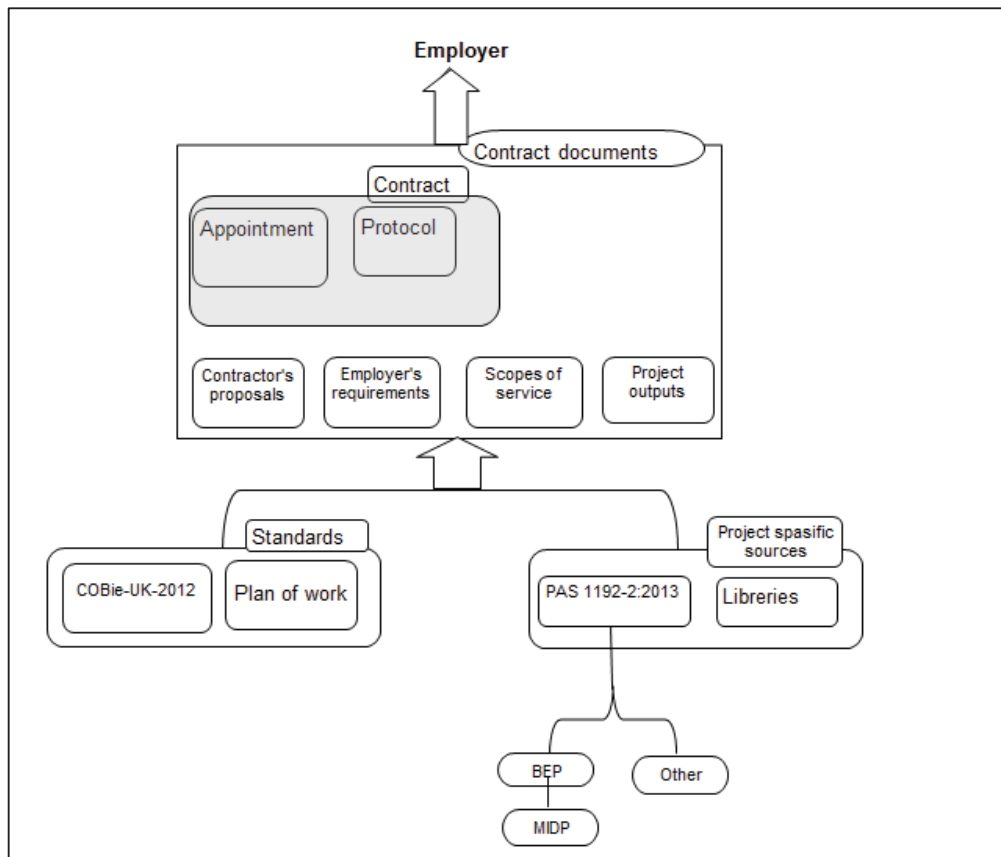 Employer
Contract documents
Contract
Appointment
Protocol
Contractor's
proposals
Employer's
requirements
Scopes of
service
Project
outputs
Standards
COBie-UK-2012
Plan of work
Project spasific
sources
PAS 1192-2:2013
Libreries
BEP
Other
MIDP